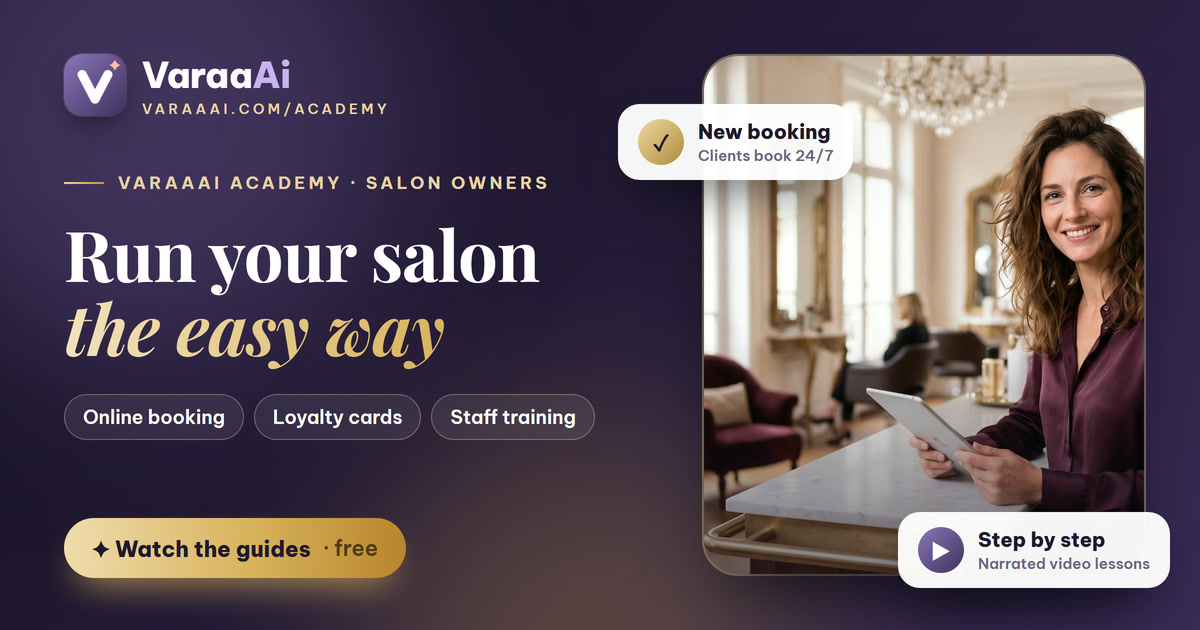 VaraaAi
VARAAAI.COM/ACADEMY
VARAAAI ACADEMY · SALON OWNERS
Run your salon
the easy way
Online booking
Loyalty cards
Staff training
✦ Watch the guides · free
✓ New booking
Clients book 24/7
Step by step
Narrated video lessons